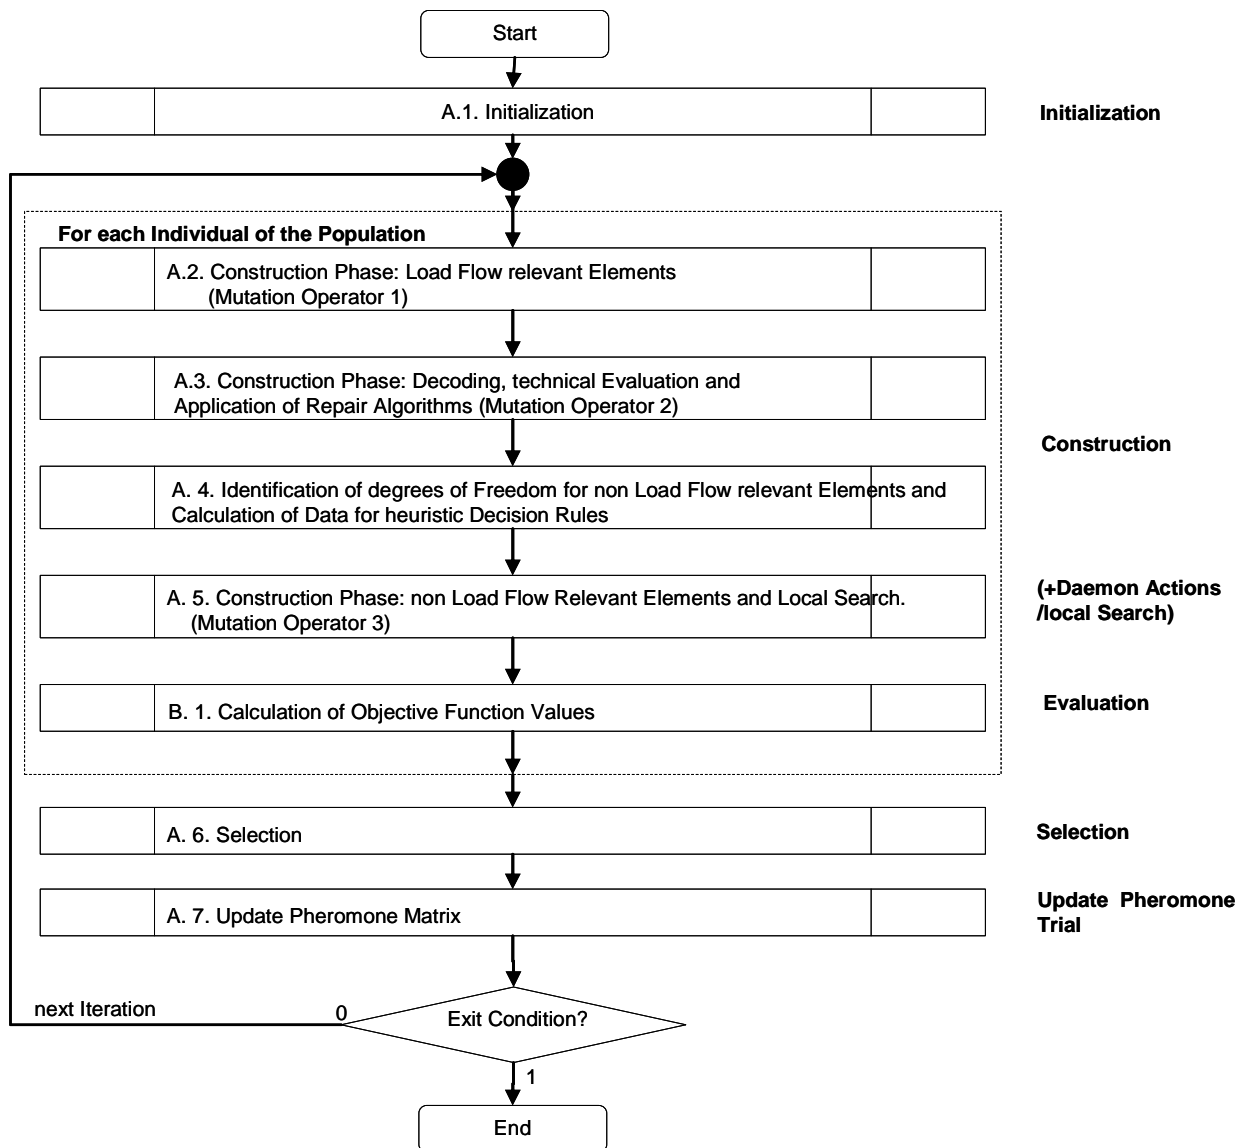 Start
A.1. Initialization
Initialization
For each Individual of the Population
A.2. Construction Phase: Load Flow relevant Elements
(Mutation Operator 1)
A.3. Construction Phase: Decoding, technical Evaluation and
Application of Repair Algorithms (Mutation Operator 2)
Construction
A. 4. Identification of degrees of Freedom for non Load Flow relevant Elements and
Calculation of Data for heuristic Decision Rules
A. 5. Construction Phase: non Load Flow Relevant Elements and Local Search.
(Mutation Operator 3)
(+Daemon Actions
/local Search)
B. 1. Calculation of Objective Function Values
Evaluation
A. 6. Selection
Selection
A. 7. Update Pheromone Matrix
Update Pheromone
Trial
next Iteration
0
Exit Condition?
1
End